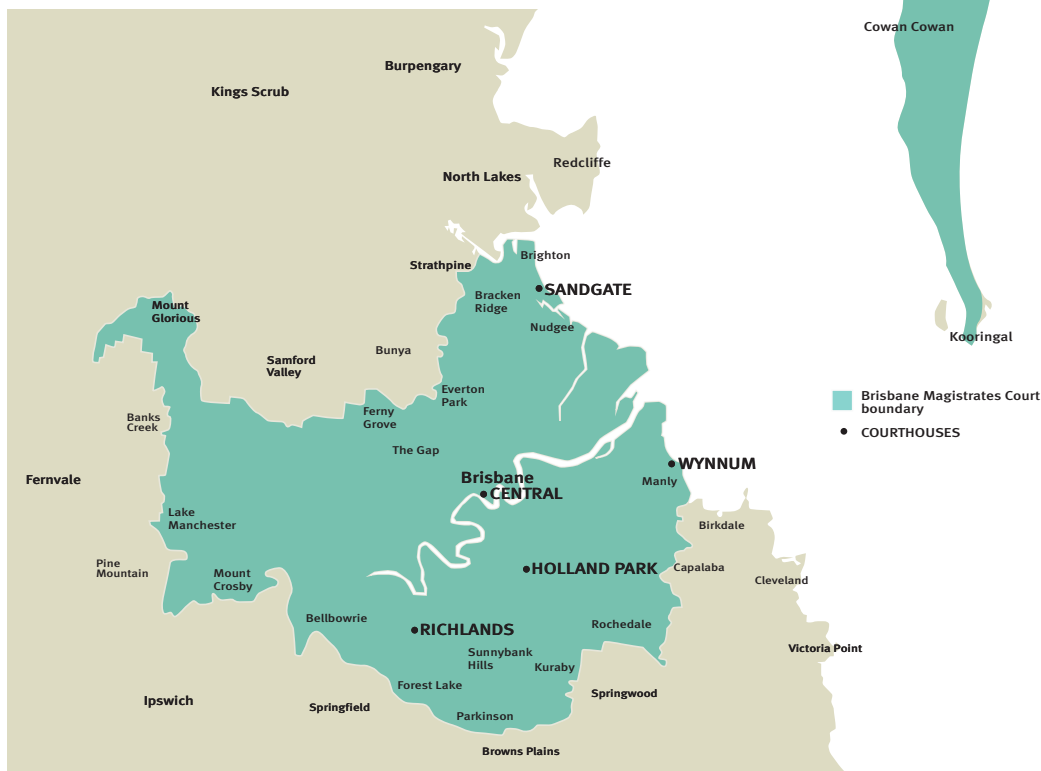 Cowan Cowan
Burpengary
Kings Scrub
Redcliffe
North Lakes
Brighton
Strathpine
SANDGATE
Bracken
Ridge
Mount
Glorious
Nudgee
Kooringal
Bunya
Samford
Valley
Everton
Park
Brisbane Magistrates Court
boundary
Ferny
Grove
Banks
Creek
COURTHOUSES
The Gap
WYNNUM
Fernvale
Brisbane
CENTRAL
Manly
Lake
Manchester
Birkdale
Pine
Mountain
HOLLAND PARK
Capalaba
Mount
Crosby
Cleveland
Bellbowrie
RICHLANDS
Rochedale
Sunnybank
Hills
Victoria Point
Kuraby
Forest Lake
Springwood
Ipswich
Springfield
Parkinson
Browns Plains